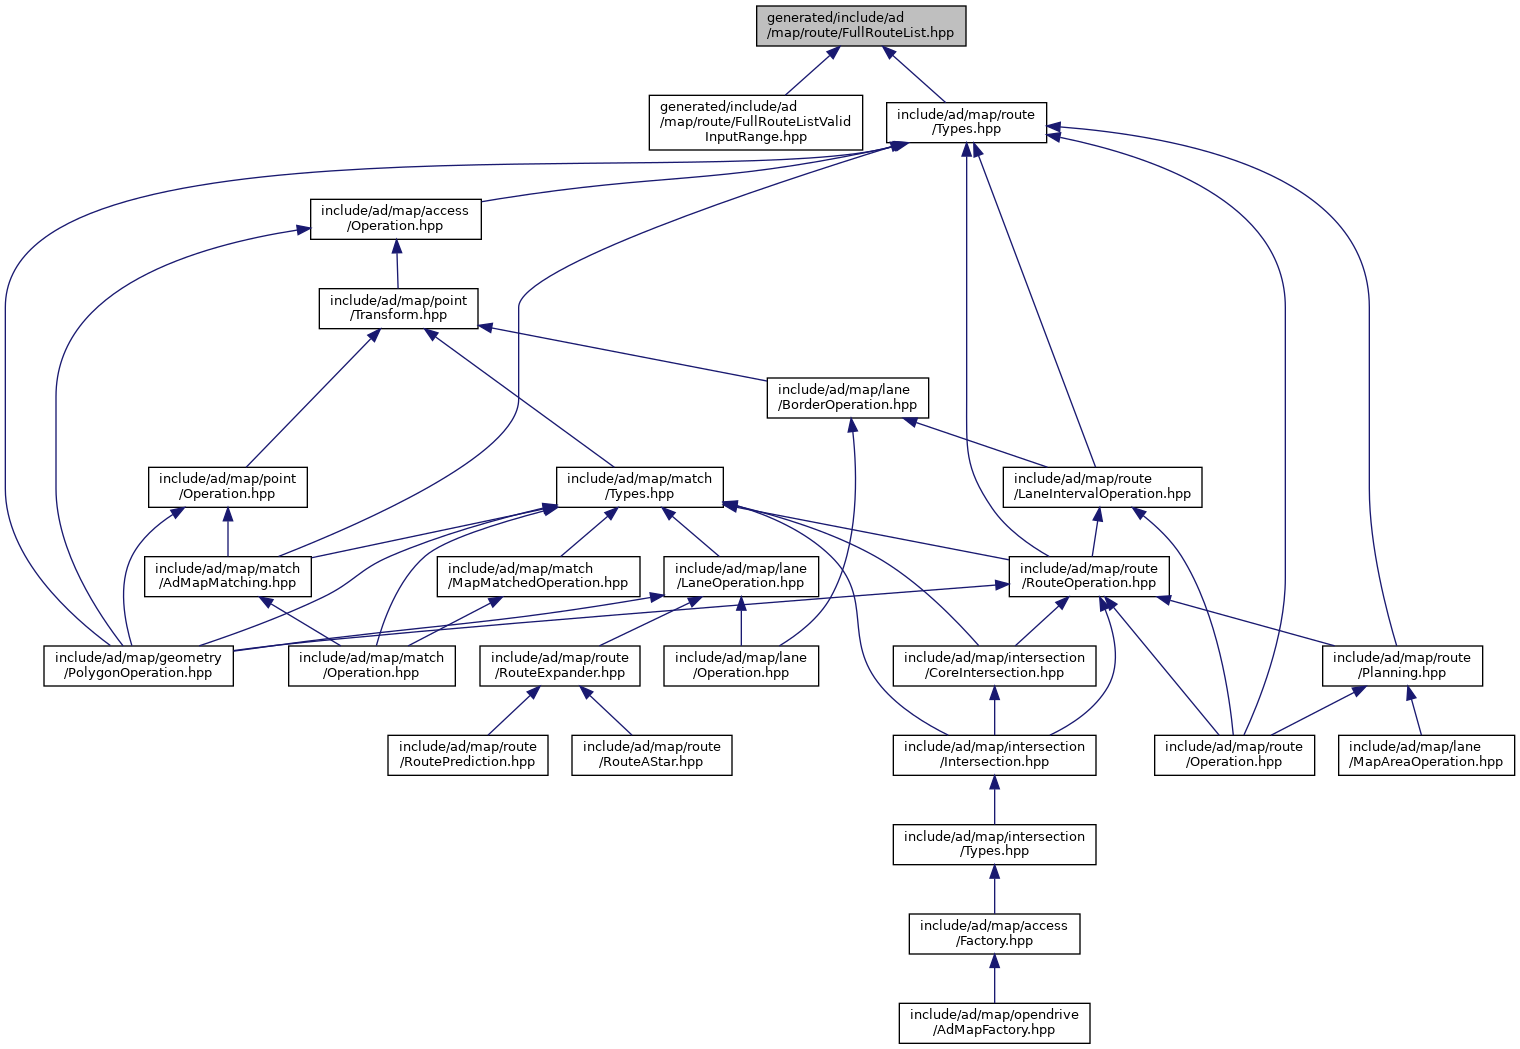 generated/include/ad
/map/route/FullRouteList.hpp
generated/include/ad
/map/route/FullRouteListValid
InputRange.hpp
include/ad/map/route
/Types.hpp
include/ad/map/access
/Operation.hpp
include/ad/map/point
/Transform.hpp
include/ad/map/lane
/BorderOperation.hpp
include/ad/map/point
/Operation.hpp
include/ad/map/match
/Types.hpp
include/ad/map/route
/LaneIntervalOperation.hpp
include/ad/map/match
/AdMapMatching.hpp
include/ad/map/match
/MapMatchedOperation.hpp
include/ad/map/lane
/LaneOperation.hpp
include/ad/map/route
/RouteOperation.hpp
include/ad/map/geometry
/PolygonOperation.hpp
include/ad/map/match
/Operation.hpp
include/ad/map/route
/RouteExpander.hpp
include/ad/map/lane
/Operation.hpp
include/ad/map/intersection
/CoreIntersection.hpp
include/ad/map/route
/Planning.hpp
include/ad/map/route
/RoutePrediction.hpp
include/ad/map/route
/RouteAStar.hpp
include/ad/map/intersection
/Intersection.hpp
include/ad/map/route
/Operation.hpp
include/ad/map/lane
/MapAreaOperation.hpp
include/ad/map/intersection
/Types.hpp
include/ad/map/access
/Factory.hpp
include/ad/map/opendrive
/AdMapFactory.hpp